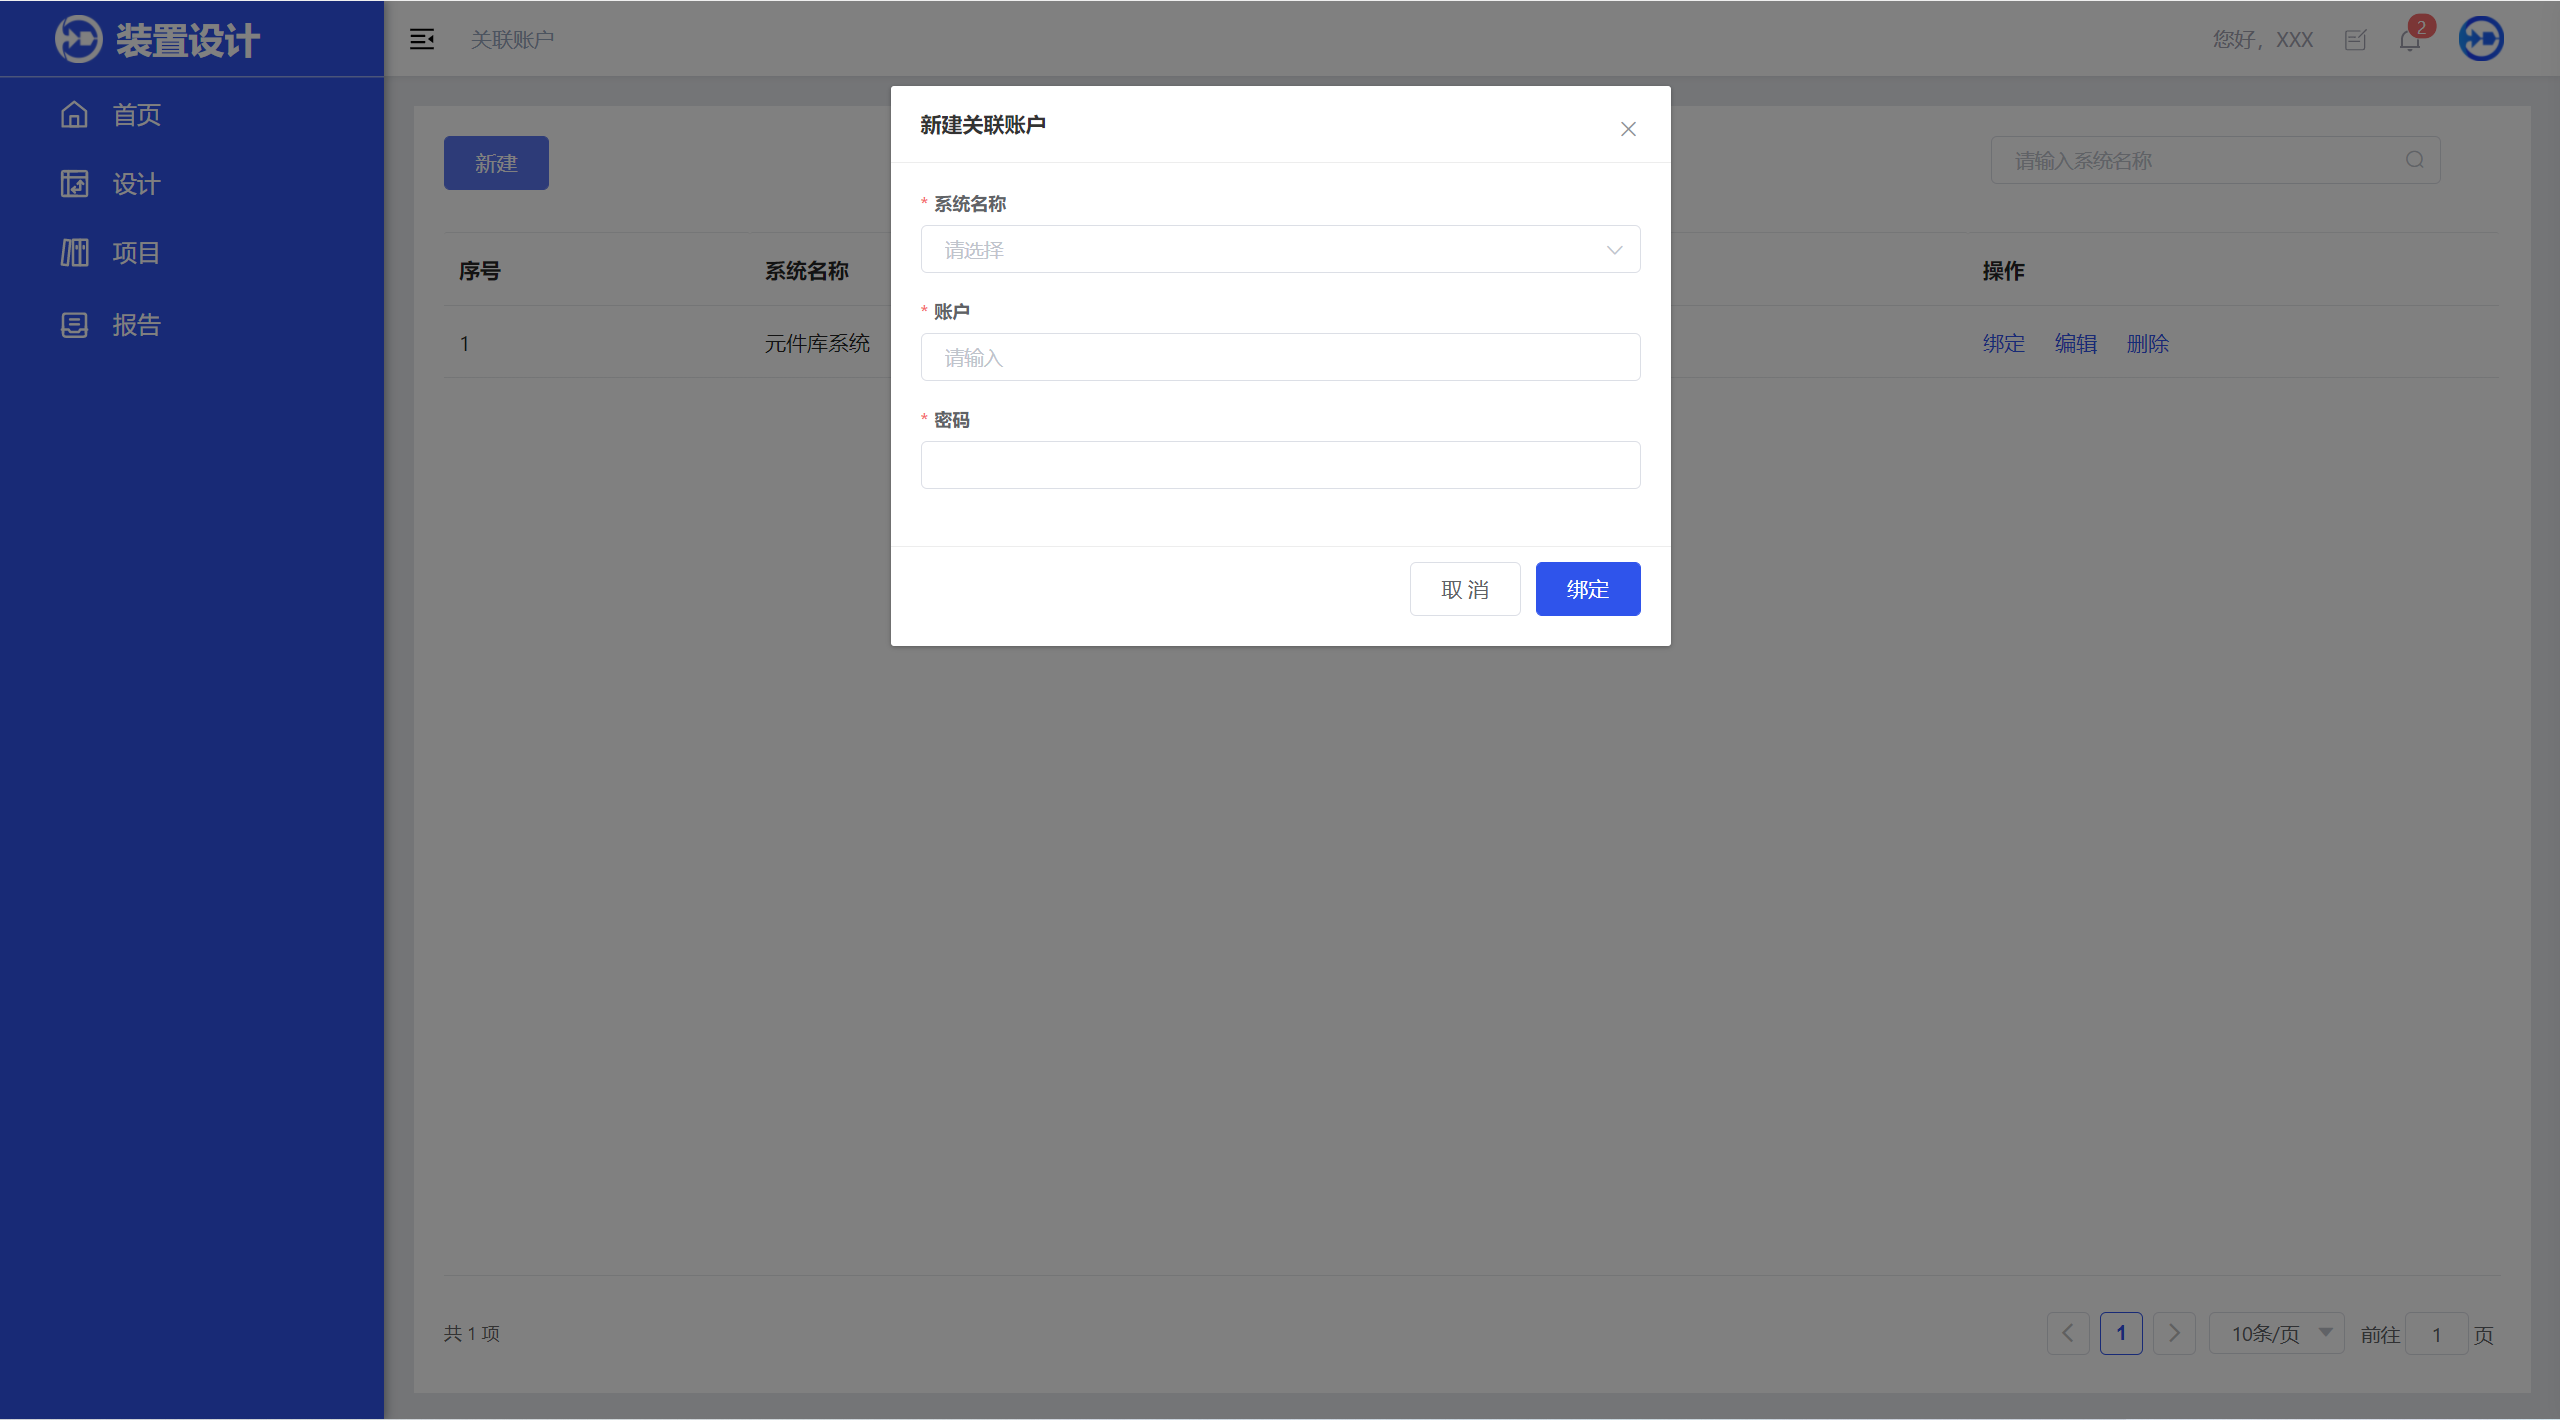 装置设计
关联账户
您好，XXX
2
首页
设计
项目
报告
新建
请输入系统名称
序号
系统名称
操作
1
元件库系统
绑定
编辑
删除
新建关联账户
* 系统名称
请选择
* 账户
请输入
* 密码
取 消
绑定
共 1 项
1
10条/页
前往
1
页